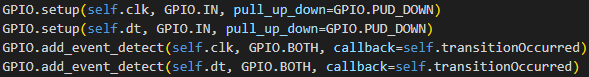 GPIO.setup(self.clk, GPIO.IN, pull_up_down=GPIO.PUD_DOWN)
GPIO.setup(self.dt, GPIO.IN, pull_up_down=GPIO.PUD_DOWN)
GPIO.add_event_detect(self.clk, GPIO.BOTH, callback=self.transitionOccurred)
GPIO.add_event_detect(self.dt, GPIO.BOTH, callback=self.transitionOccurred)